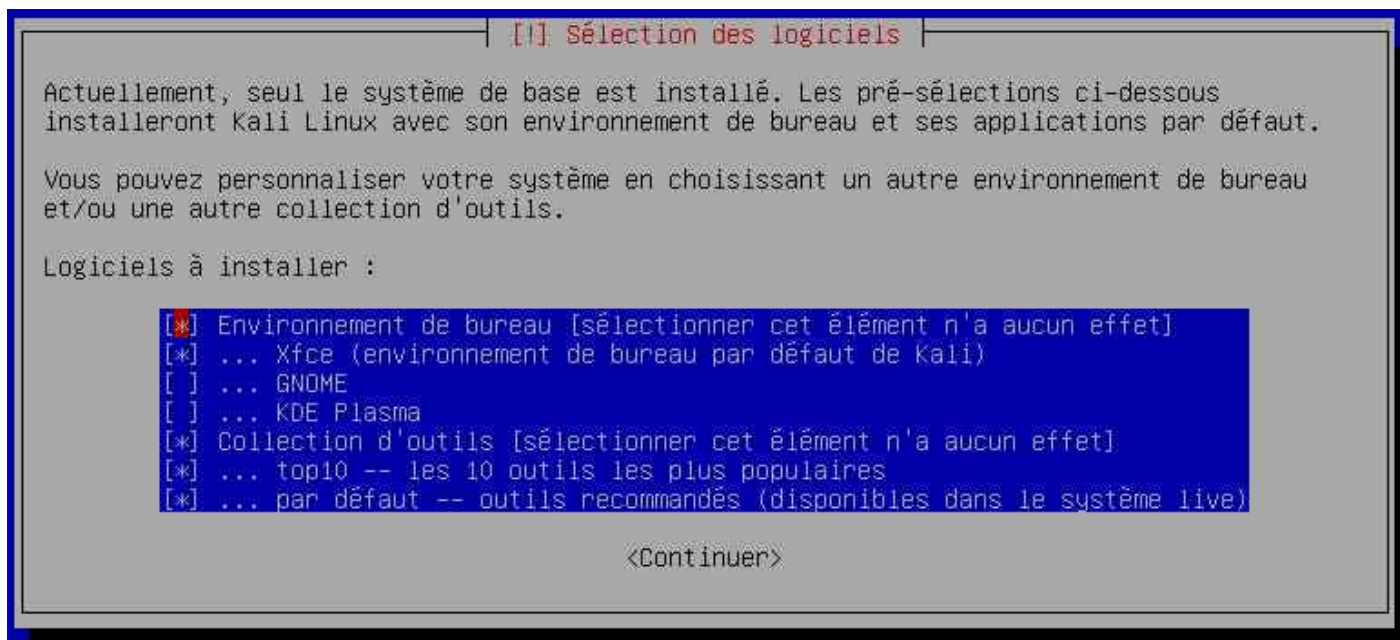 [!] Sélection des logiciels
Actuellement, seul le système de base est installé. Les pré-sélections ci-dessous
installeront Kali Linux avec son environnement de bureau et ses applications par défaut.
Vous pouvez personnaliser votre système en choisissant un autre environnement de bureau
et/ou une autre collection d'outils.
Logiciels à installer :
[*] Environnement de bureau [sélectionner cet élément n'a aucun effet]
[*] ... Xfce (environnement de bureau par défaut de Kali)
[ ] ... GNOME
[ ] ... KDE Plasma
[*] Collection d'outils [sélectionner cet élément n'a aucun effet]
[*] ... top10 -- les 10 outils les plus populaires
[*] ... par défaut -- outils recommandés (disponibles dans le système live)
<Continuer>